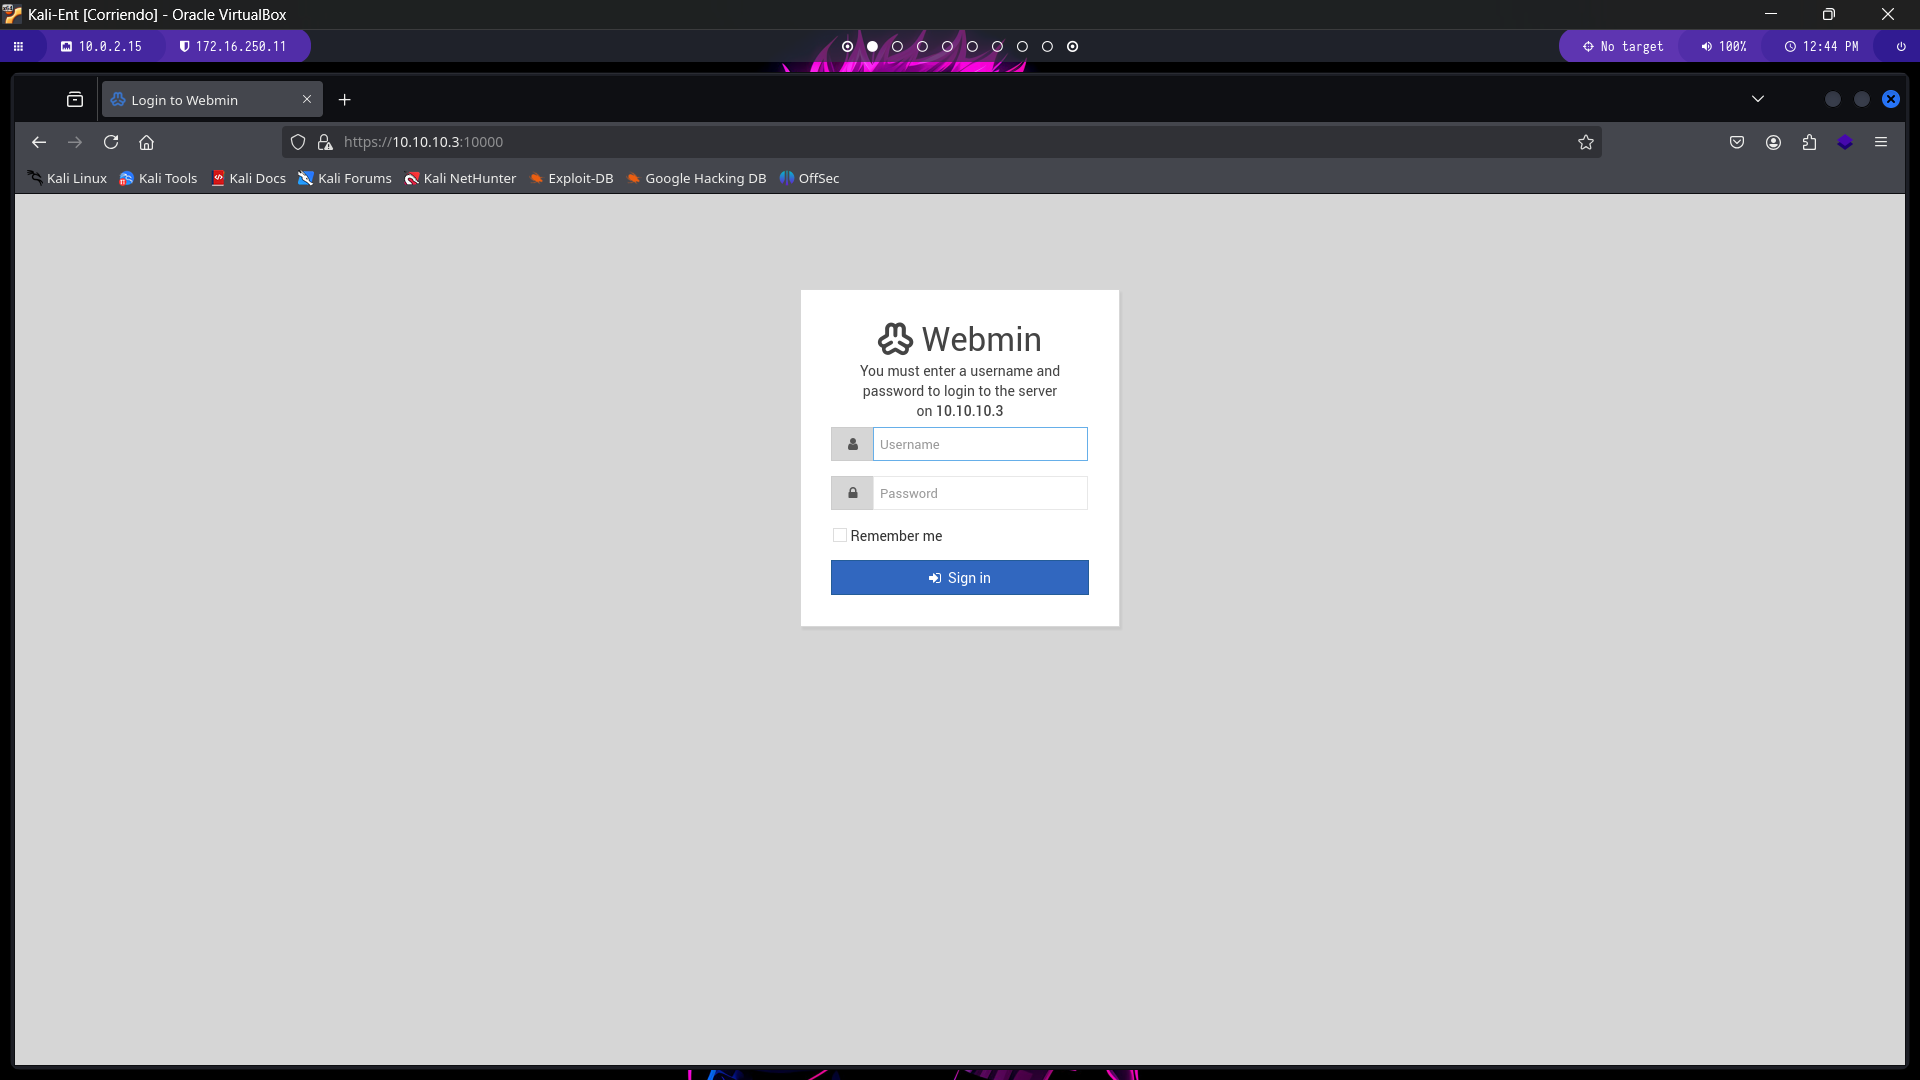 Kali-Ent [Corriendo] - Oracle VirtualBox
10.0.2.15
172.16.250.11
No target
100%
12:44 PM
Login to Webmin
https://10.10.10.3:10000
Kali Linux
Kali Tools
Kali Docs
Kali Forums
Kali NetHunter
Exploit-DB
Google Hacking DB
OffSec
Webmin
You must enter a username and
password to login to the server
on 10.10.10.3
Username
Password
Remember me
Sign in